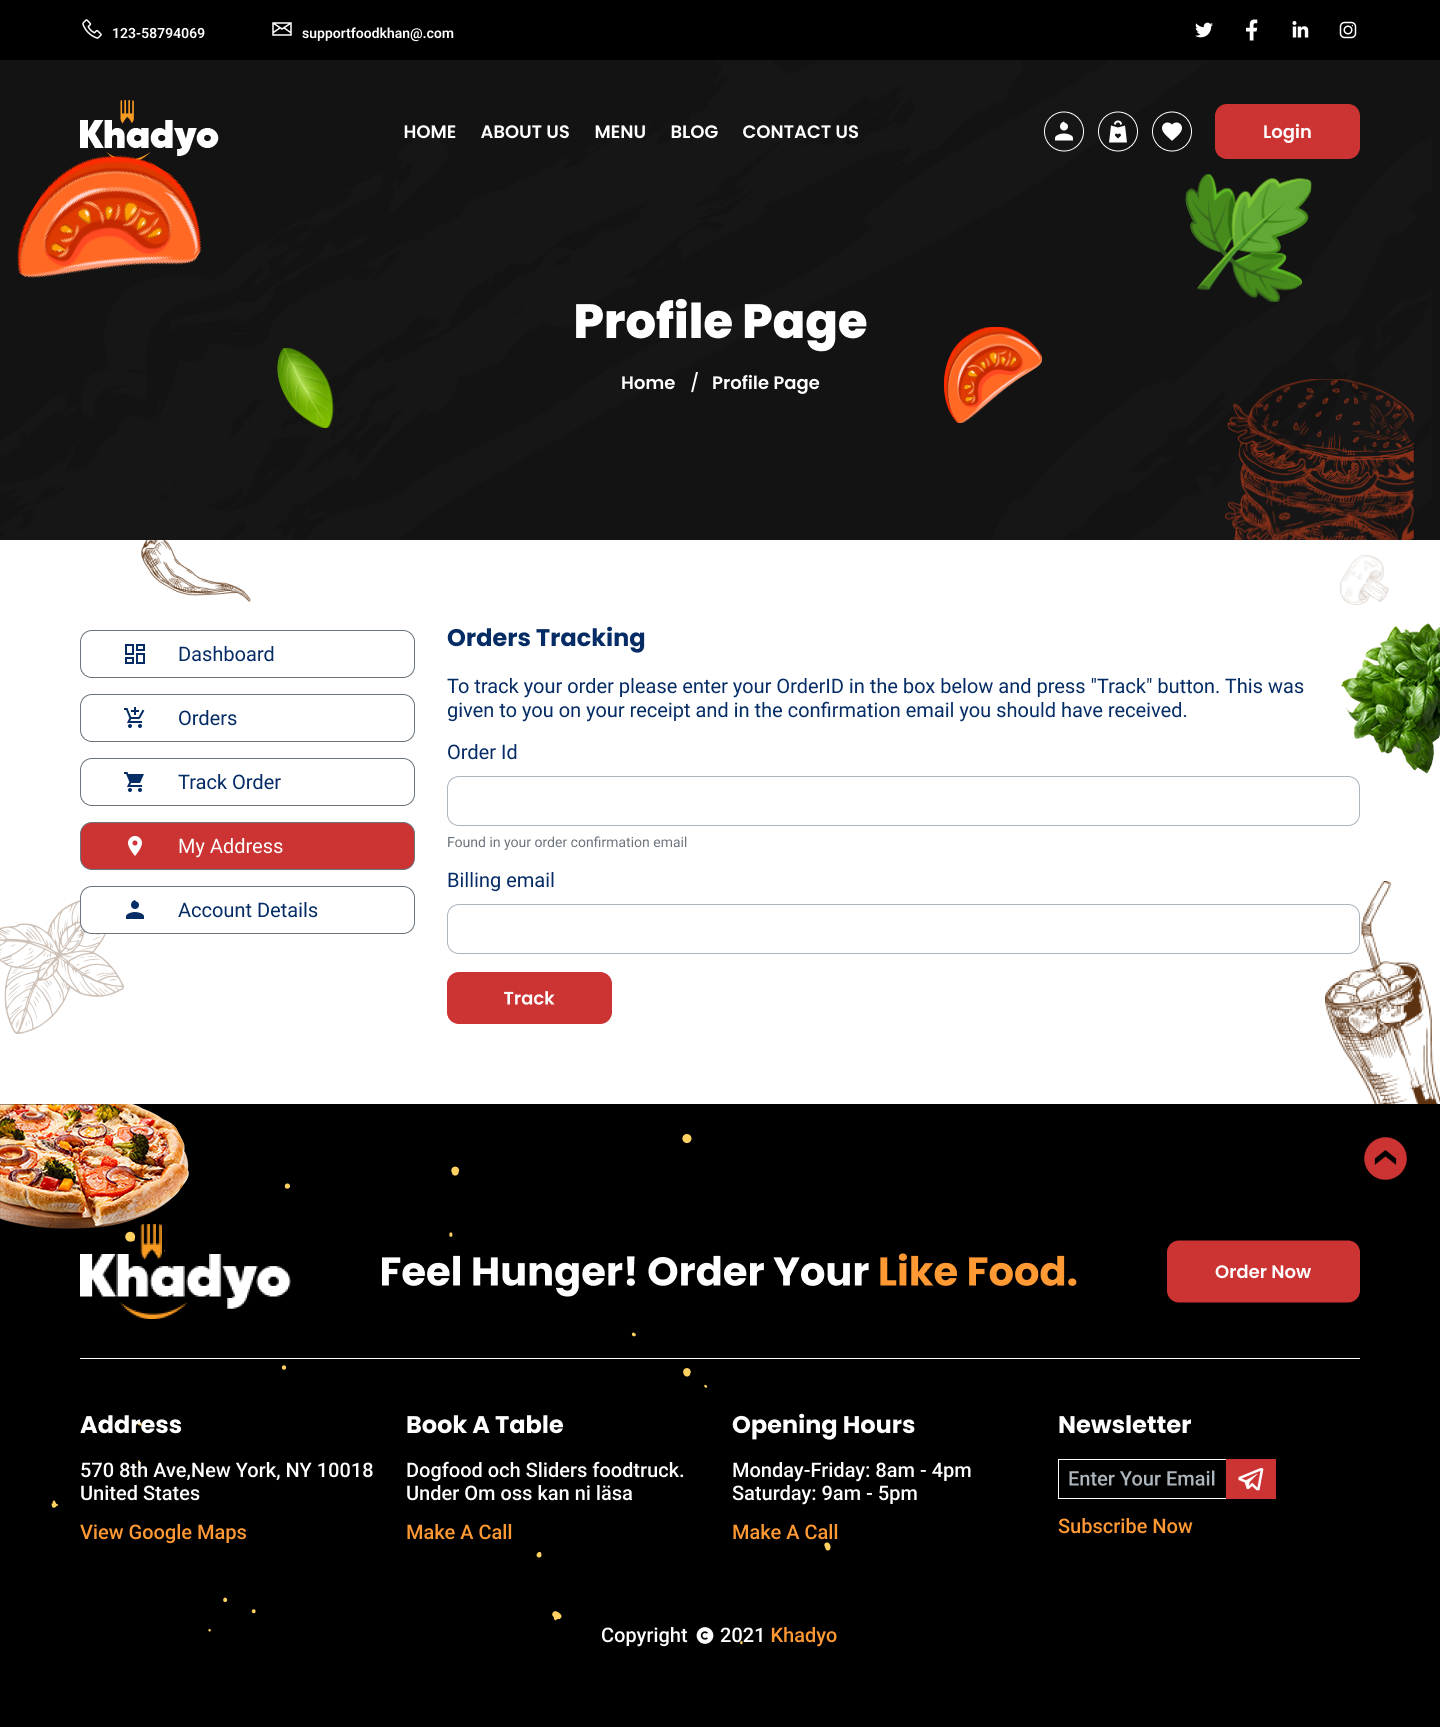 123-58794069
supportfoodkhan@.com
Khadyo
HOME ABOUT US MENU BLOG CONTACT US
Login
Profile Page
Home / Profile Page
Dashboard
Orders
Track Order
My Address
Account Details
Orders Tracking
To track your order please enter your OrderID in the box below and press "Track" button. This was
given to you on your receipt and in the confirmation email you should have received.
Order Id
Found in your order confirmation email
Billing email
Track
Khadyo
Feel Hunger! Order Your Like Food.
Order Now
Address
570 8th Ave,New York, NY 10018
United States
View Google Maps
Book A Table
Dogfood och Sliders foodtruck.
Under Om oss kan ni läsa
Make A Call
Opening Hours
Monday-Friday: 8am - 4pm
Saturday: 9am - 5pm
Make A Call
Newsletter
Enter Your Email
Subscribe Now
Copyright © 2021 Khadyo